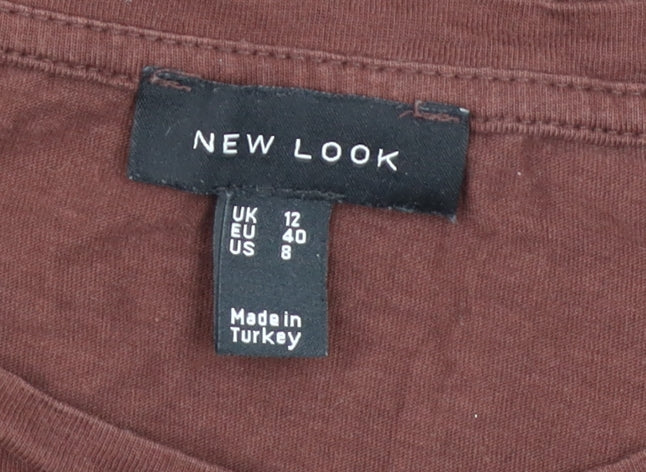 NEW LOOK
UK 12
EU 40
US 8
Made in
Turkey